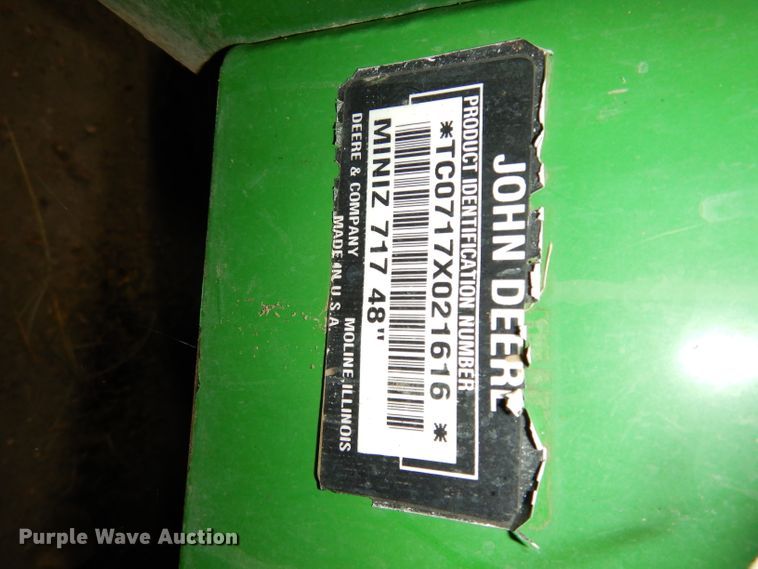 JOHN DEERE
PRODUCT IDENTIFICATION NUMBER
*TC0717X021616 *
MINIZ 717 48"
DEERE & COMPANY MOLINE, ILLINOIS
MADE IN U.S.A.
Purple Wave Auction